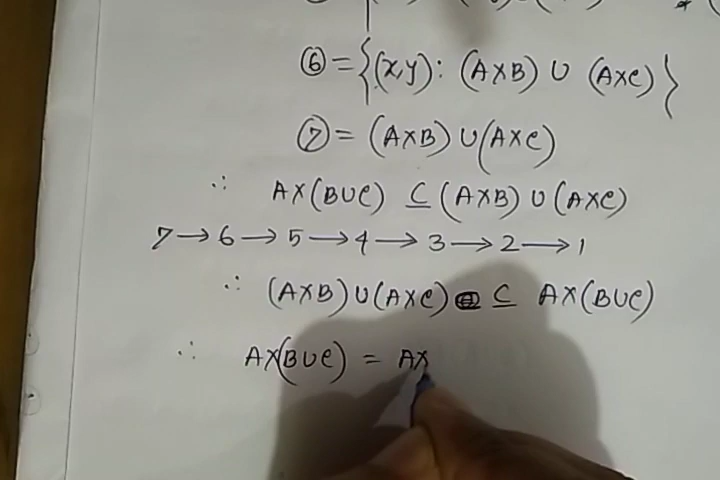 ⑥ = {(x,y): (A×B) ∪ (A×C)}
⑦ = (A×B) ∪ (A×C)
∴ A×(B∪C) ⊆ (A×B) ∪ (A×C)
7 → 6 → 5 → 4 → 3 → 2 → 1
∴ (A×B) ∪ (A×C) ⊆ A×(B∪C)
∴ A×(B∪C) = A×